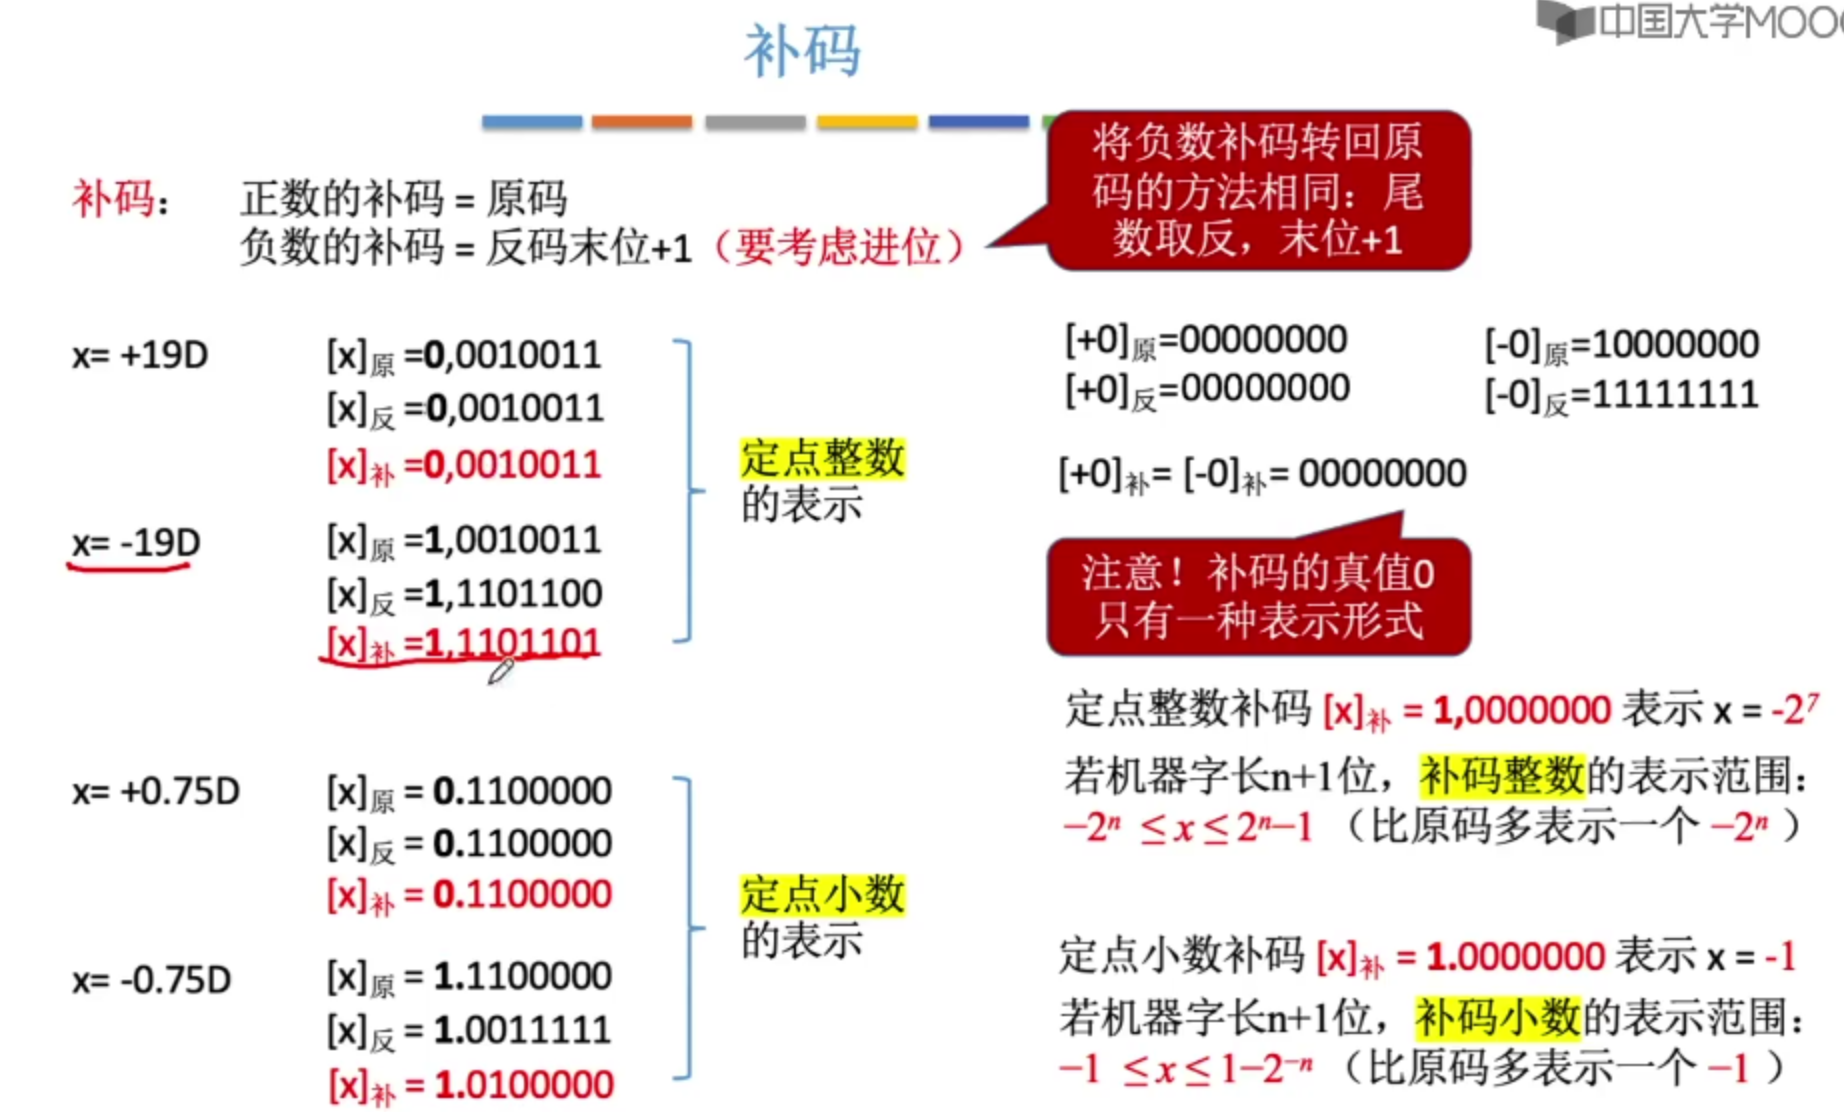 中国大学MOO
补码
将负数补码转回原
码的方法相同：尾
数取反，末位+1
补码： 正数的补码 = 原码
负数的补码 = 反码末位+1（要考虑进位）
x= +19D
[x]原 =0,0010011
[x]反 =0,0010011
[x]补 =0,0010011
x= -19D
[x]原 =1,0010011
[x]反 =1,1101100
[x]补 =1,1101101
定点整数
的表示
x= +0.75D
[x]原 = 0.1100000
[x]反 = 0.1100000
[x]补 = 0.1100000
x= -0.75D
[x]原 = 1.1100000
[x]反 = 1.0011111
[x]补 = 1.0100000
定点小数
的表示
[+0]原=00000000
[+0]反=00000000
[-0]原=10000000
[-0]反=11111111
[+0]补= [-0]补= 00000000
注意！补码的真值0
只有一种表示形式
定点整数补码 [x]补 = 1,0000000 表示 x = -2⁷
若机器字长n+1位，补码整数的表示范围：
−2ⁿ ≤ x ≤ 2ⁿ−1 （比原码多表示一个 −2ⁿ ）
定点小数补码 [x]补 = 1.0000000 表示 x = -1
若机器字长n+1位，补码小数的表示范围：
−1 ≤ x ≤ 1−2⁻ⁿ （比原码多表示一个 −1 ）